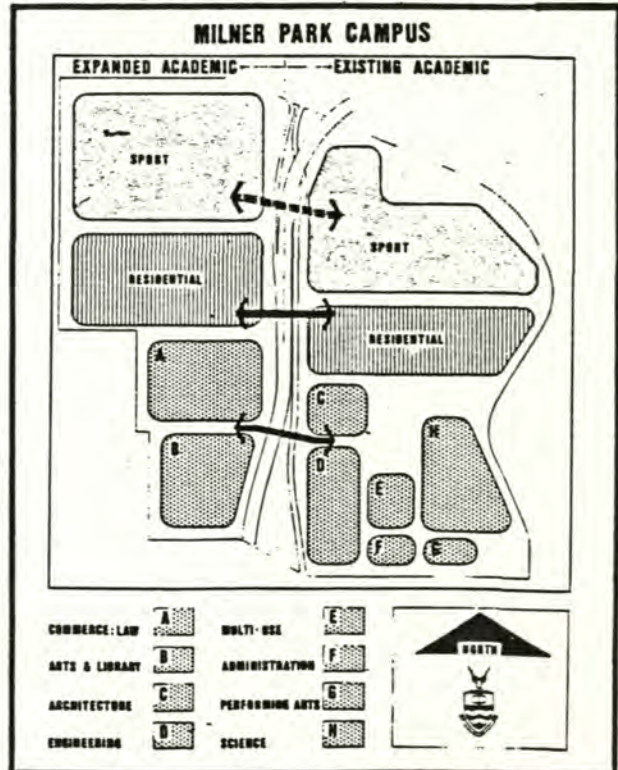 MILNER PARK CAMPUS
EXPANDED ACADEMIC EXISTING ACADEMIC
SPORT
SPORT
RESIDENTIAL
RESIDENTIAL
A
C
B
D
H
E
F
G
COMMERCE: LAW A
MULTI-USE E
ARTS & LIBRARY B
ADMINISTRATION F
ARCHITECTURE C
PERFORMING ARTS G
ENGINEERING D
SCIENCE H
NORTH